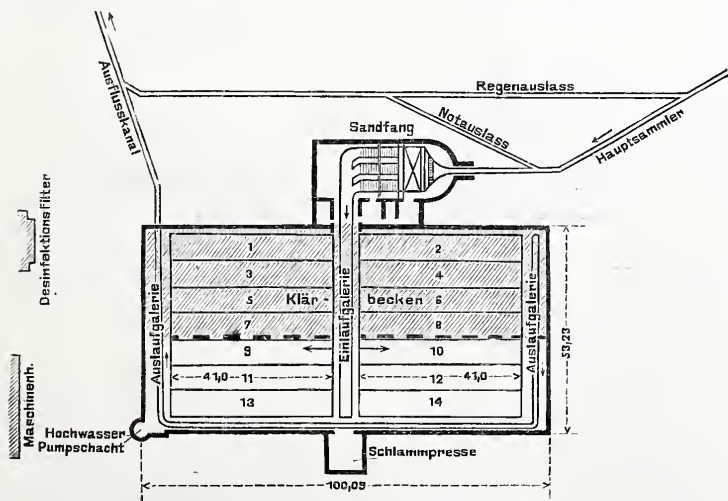 Regenauslass
Ausflusskanal
Notauslass
Sandfang
Hauptsammler
Desinfektionsfilter
1
2
3
4
5
Klär-
becken
6
7
8
9
10
41,0
11
12
41,0
13
14
Auslaufgalerie
Einlaufgalerie
Auslaufgalerie
53,23
Maschinenh.
Hochwasser
Pumpschacht
Schlammpresse
100,09